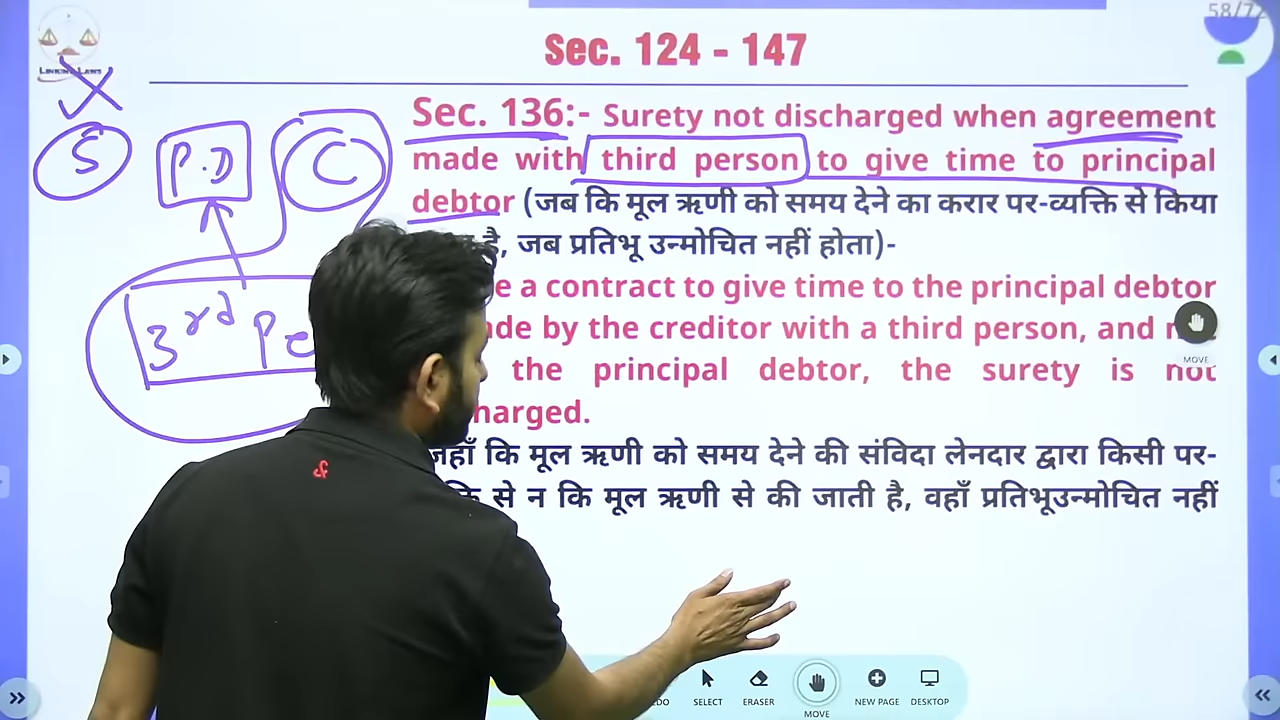 58/72
LINKING LAWS
Sec. 124 - 147
S
P.D
C
3rd Pe
Sec. 136:- Surety not discharged when agreement
made with third person to give time to principal
debtor (जब कि मूल ऋणी को समय देने का करार पर-व्यक्ति से किया
है, जब प्रतिभू उन्मोचित नहीं होता)-
e a contract to give time to the principal debtor
de by the creditor with a third person, and
the principal debtor, the surety is not
harged.
जहाँ कि मूल ऋणी को समय देने की संविदा लेनदार द्वारा किसी पर-
से न कि मूल ऋणी से की जाती है, वहाँ प्रतिभूउन्मोचित नहीं
MOVE
DO
SELECT
ERASER
MOVE
NEW PAGE
DESKTOP